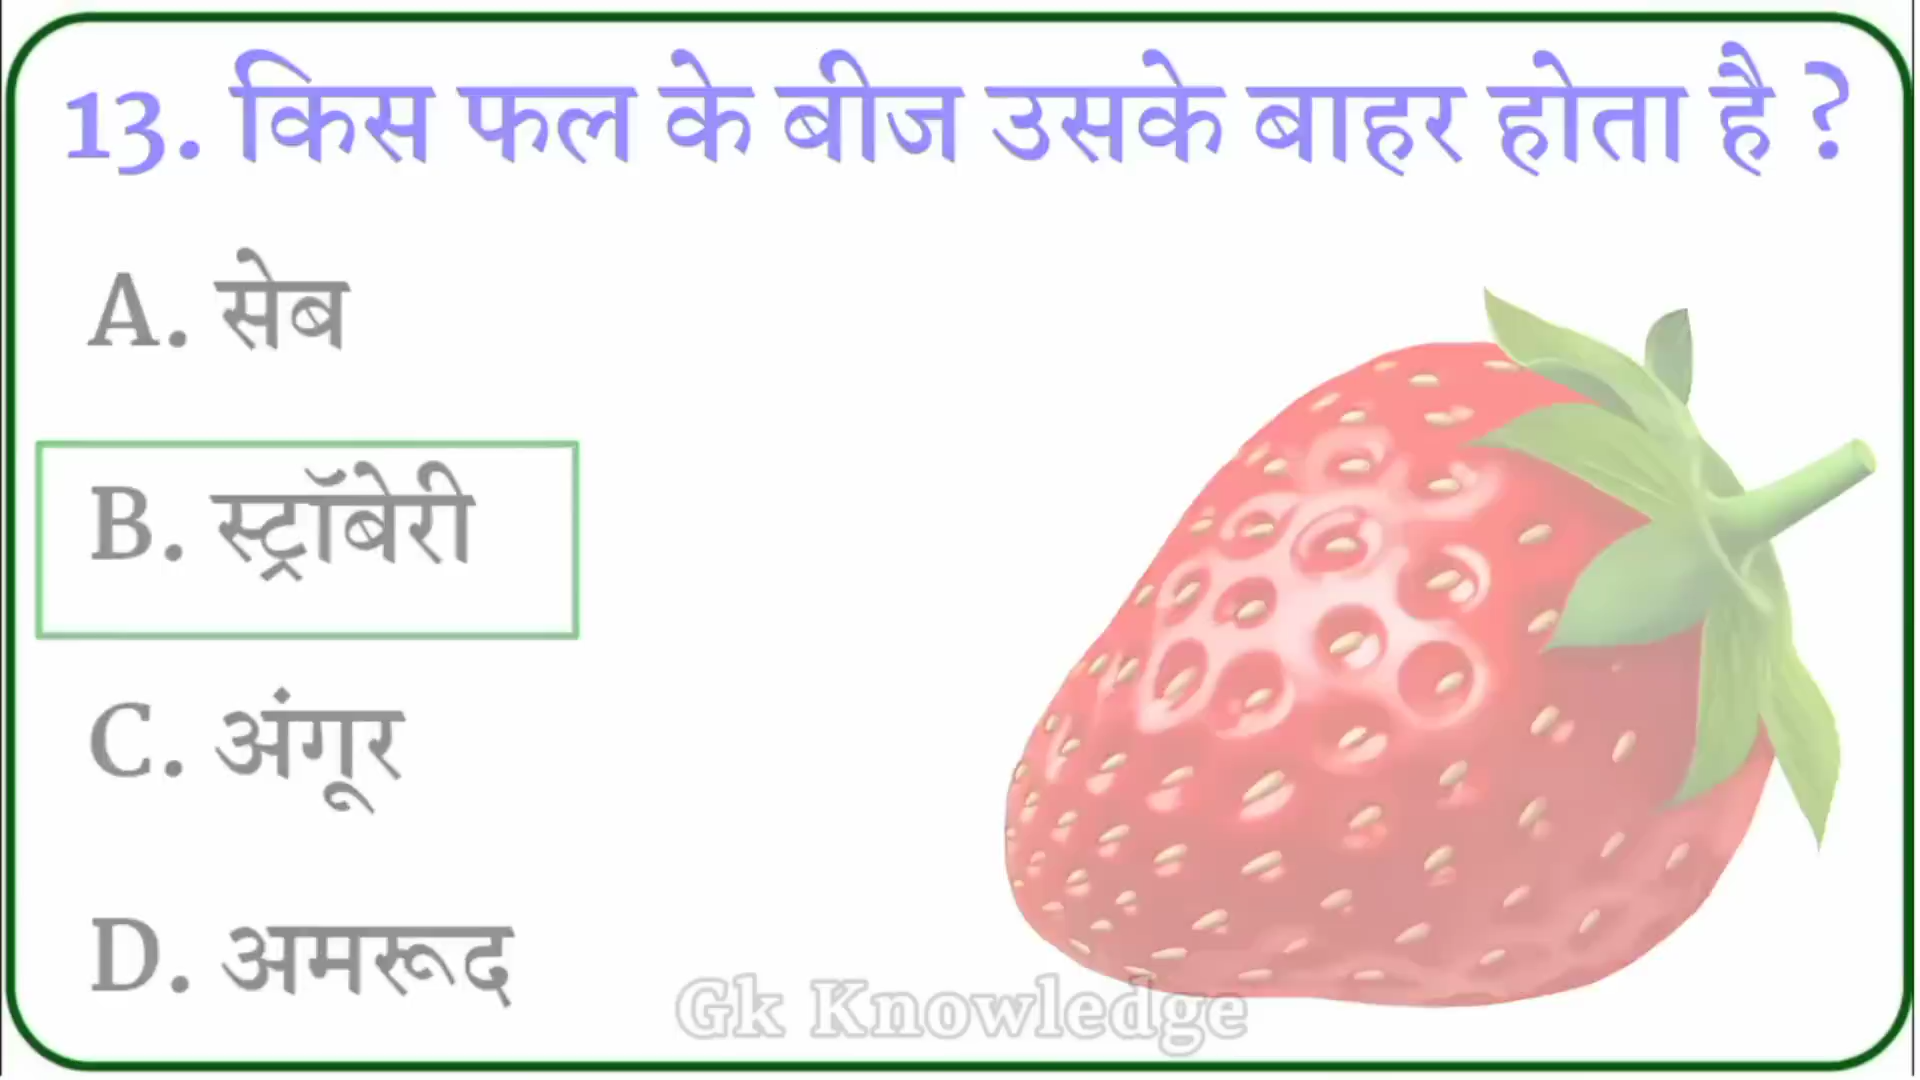 13. किस फल के बीज उसके बाहर होता है ?
A. सेब
B. स्ट्रॉबेरी
C. अंगूर
D. अमरूद
Gk Knowledge